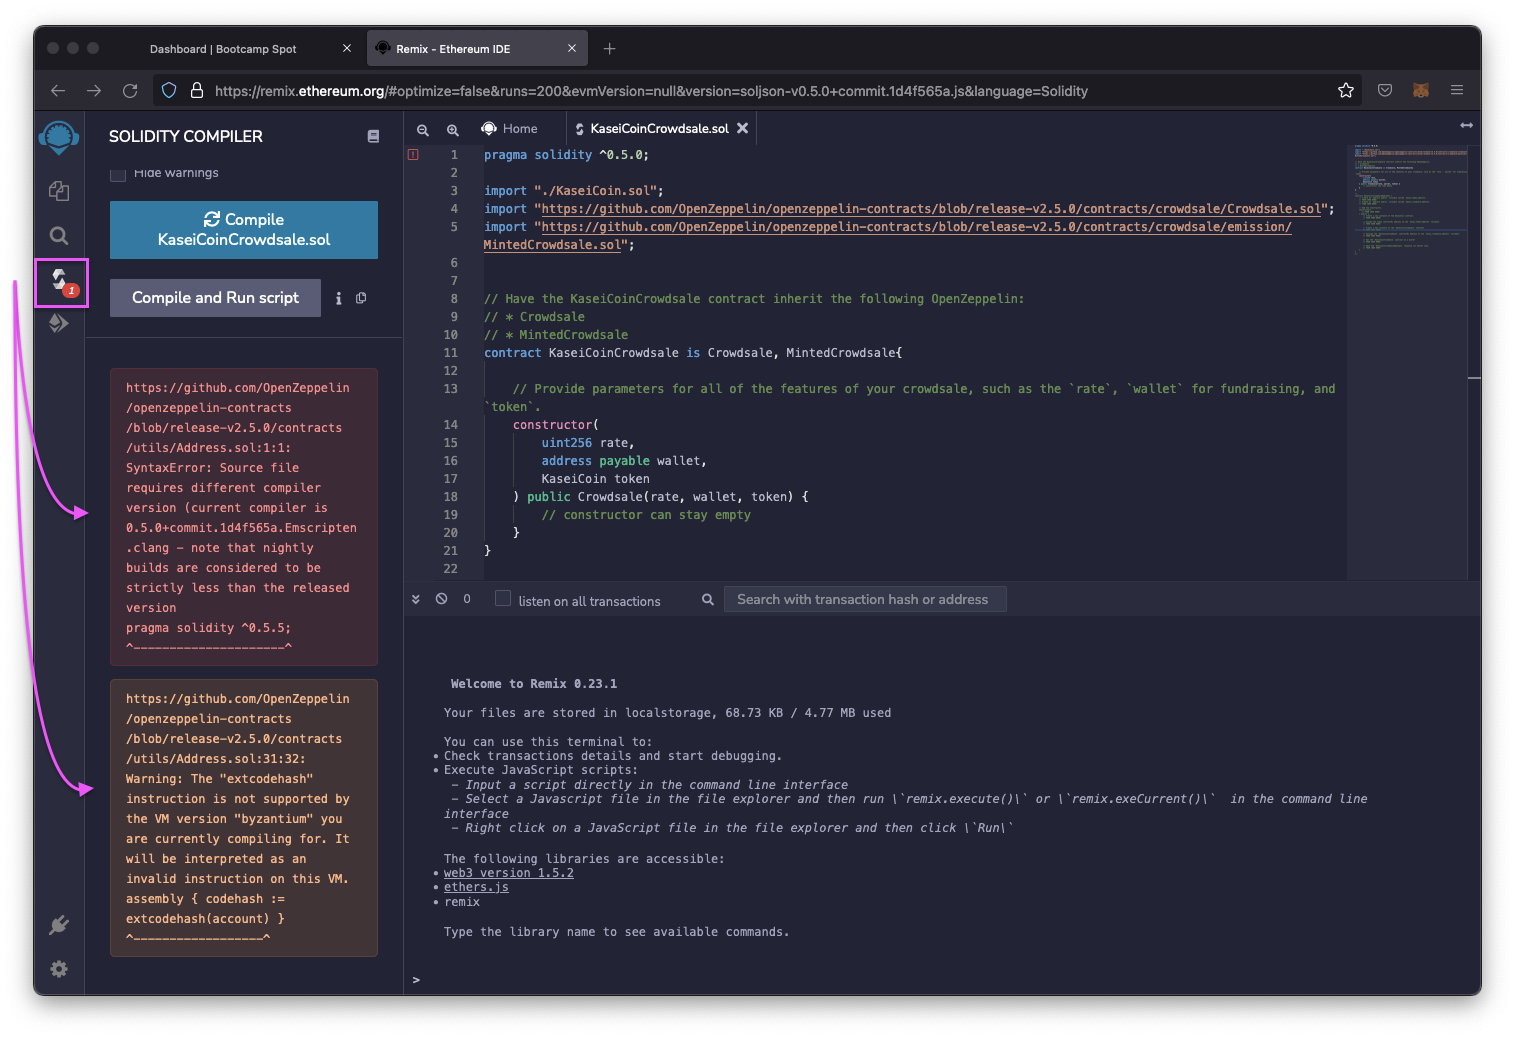 Dashboard | Bootcamp Spot
Remix - Ethereum IDE
https://remix.ethereum.org/#optimize=false&runs=200&evmVersion=null&version=soljson-v0.5.0+commit.1d4f565a.js&language=Solidity
SOLIDITY COMPILER
Hide warnings
Compile
KaseiCoinCrowdsale.sol
Compile and Run script
1
https://github.com/OpenZeppelin
/openzeppelin-contracts
/blob/release-v2.5.0/contracts
/utils/Address.sol:1:1:
SyntaxError: Source file
requires different compiler
version (current compiler is
0.5.0+commit.1d4f565a.Emscripten
.clang - note that nightly
builds are considered to be
strictly less than the released
version
pragma solidity ^0.5.5;
^---------------------^
https://github.com/OpenZeppelin
/openzeppelin-contracts
/blob/release-v2.5.0/contracts
/utils/Address.sol:31:32:
Warning: The "extcodehash"
instruction is not supported by
the VM version "byzantium" you
are currently compiling for. It
will be interpreted as an
invalid instruction on this VM.
assembly { codehash :=
extcodehash(account) }
^------------------^
Home
KaseiCoinCrowdsale.sol
1 pragma solidity ^0.5.0;
2
3 import "./KaseiCoin.sol";
4 import "https://github.com/OpenZeppelin/openzeppelin-contracts/blob/release-v2.5.0/contracts/crowdsale/Crowdsale.sol";
5 import "https://github.com/OpenZeppelin/openzeppelin-contracts/blob/release-v2.5.0/contracts/crowdsale/emission/
MintedCrowdsale.sol";
6
7
8 // Have the KaseiCoinCrowdsale contract inherit the following OpenZeppelin:
9 // * Crowdsale
10 // * MintedCrowdsale
11 contract KaseiCoinCrowdsale is Crowdsale, MintedCrowdsale{
12
13 // Provide parameters for all of the features of your crowdsale, such as the `rate`, `wallet` for fundraising, and
`token`.
14 constructor(
15 uint256 rate,
16 address payable wallet,
17 KaseiCoin token
18 ) public Crowdsale(rate, wallet, token) {
19 // constructor can stay empty
20 }
21 }
22
0
listen on all transactions
Search with transaction hash or address
Welcome to Remix 0.23.1
Your files are stored in localstorage, 68.73 KB / 4.77 MB used
You can use this terminal to:
• Check transactions details and start debugging.
• Execute JavaScript scripts:
- Input a script directly in the command line interface
- Select a Javascript file in the file explorer and then run \`remix.execute()\` or \`remix.exeCurrent()\` in the command line
interface
- Right click on a JavaScript file in the file explorer and then click \`Run\`
The following libraries are accessible:
• web3 version 1.5.2
• ethers.js
• remix
Type the library name to see available commands.
>